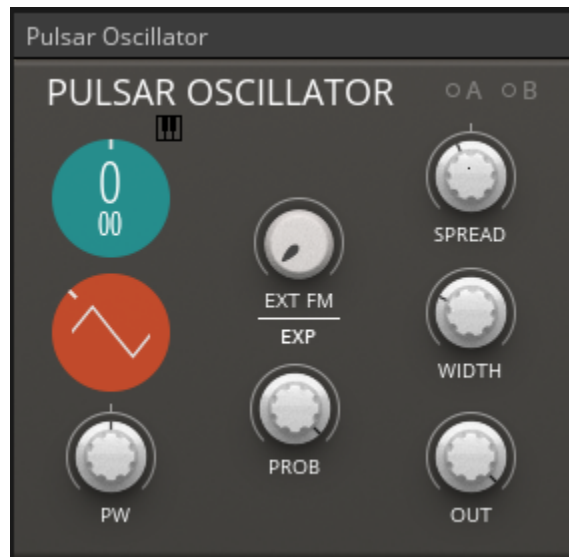 Pulsar Oscillator
PULSAR OSCILLATOR
A B
0
00
SPREAD
EXT FM
EXP
WIDTH
PROB
PW
OUT